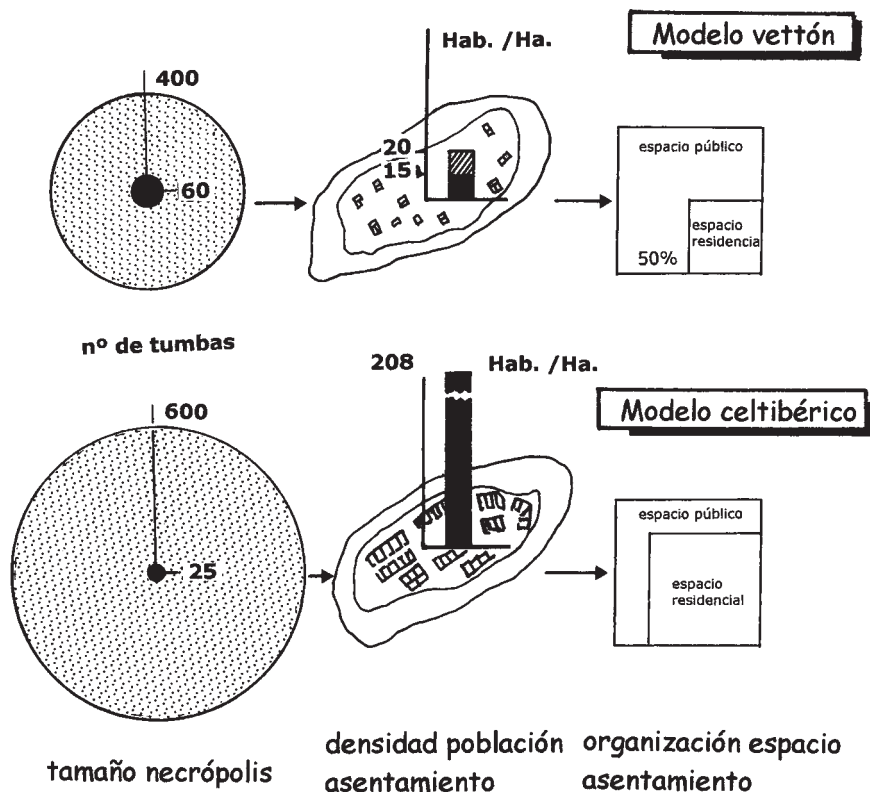 Modelo vettón
400
60
Hab. /Ha.
20
15
espacio público
espacio
residencia
50%
nº de tumbas
Modelo celtibérico
600
25
208
Hab. /Ha.
espacio público
espacio
residencial
tamaño necrópolis
densidad población
asentamiento
organización espacio
asentamiento